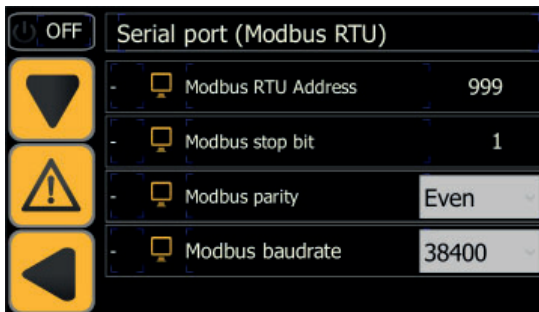 OFF Serial port (Modbus RTU)
- Modbus RTU Address 999
- Modbus stop bit 1
- Modbus parity Even
- Modbus baudrate 38400